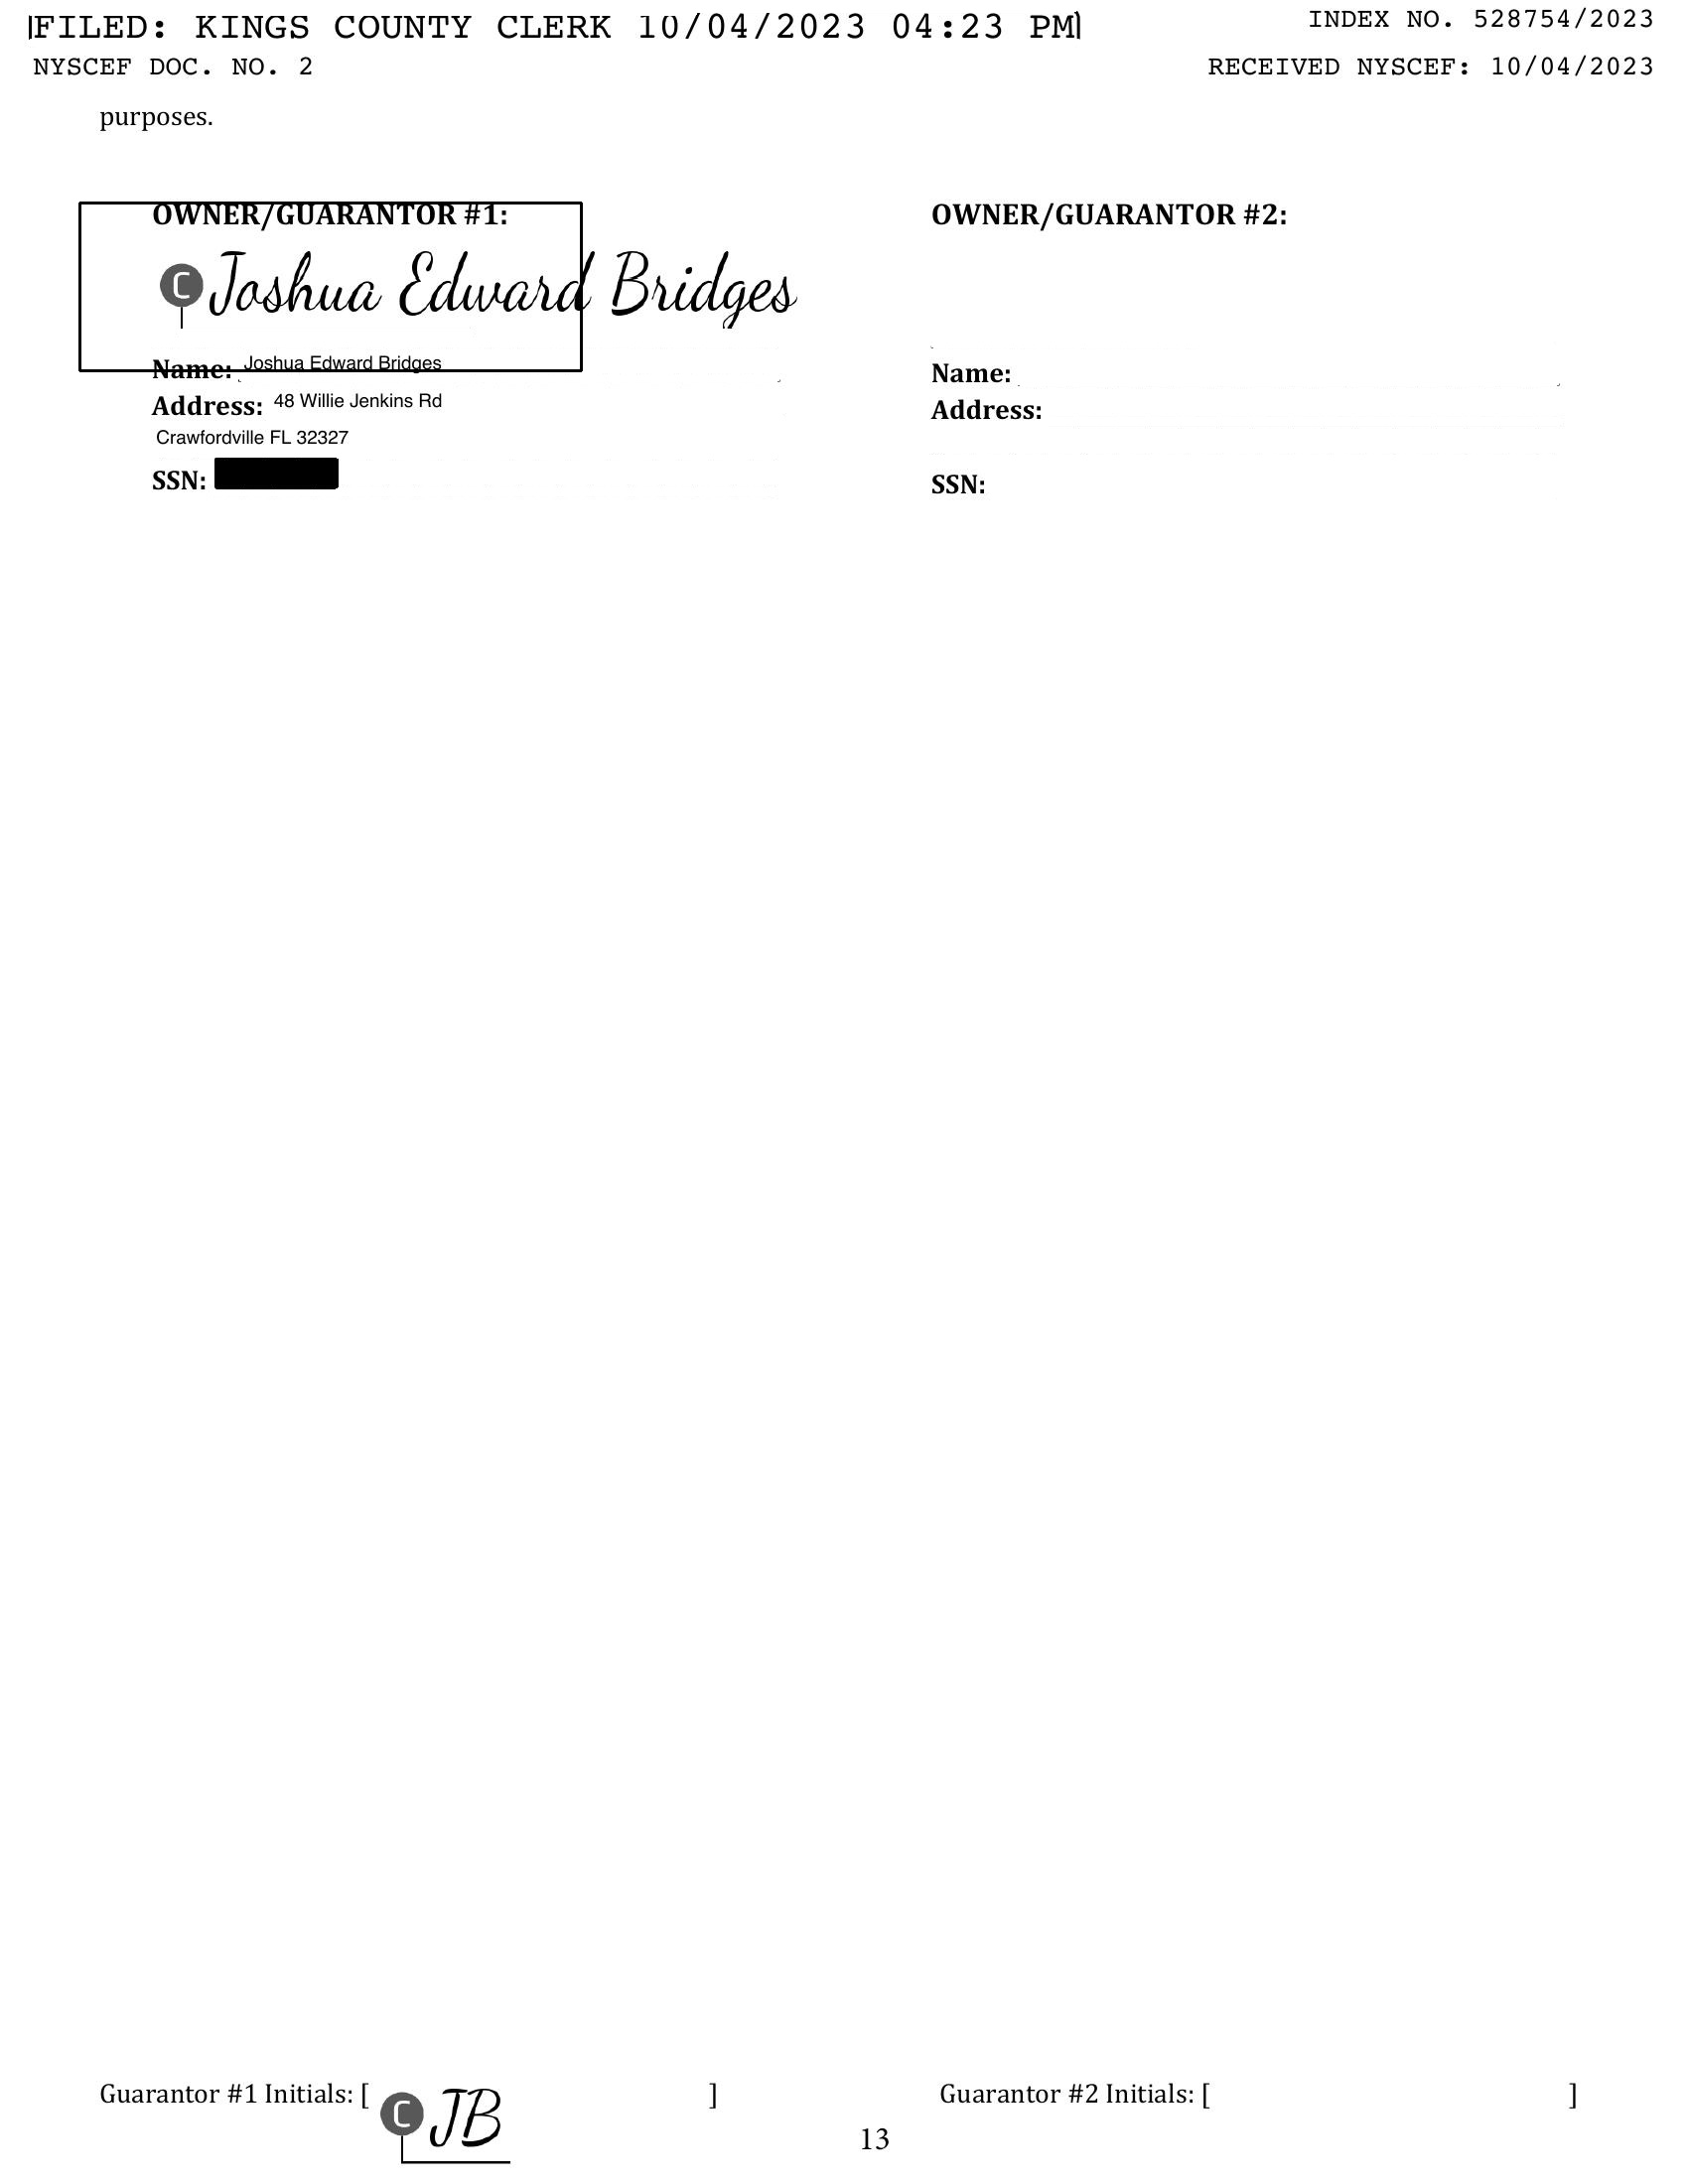 FILED: KINGS COUNTY CLERK 10/04/2023 04:23 PM
INDEX NO. 528754/2023
NYSCEF DOC. NO. 2
RECEIVED NYSCEF: 10/04/2023
purposes.
OWNER/GUARANTOR #1:
C Joshua Edward Bridges
Name: Joshua Edward Bridges
Address: 48 Willie Jenkins Rd
Crawfordville FL 32327
SSN:
OWNER/GUARANTOR #2:
Name:
Address:
SSN:
Guarantor #1 Initials: [ C JB ]
Guarantor #2 Initials: [ ]
13